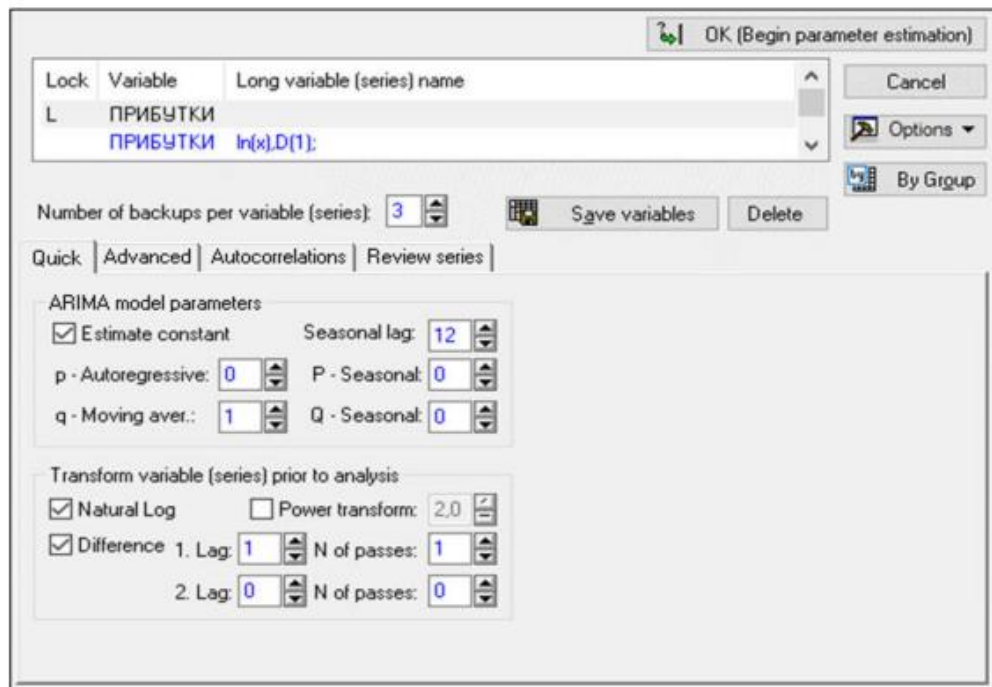 OK (Begin parameter estimation)
Lock Variable Long variable (series) name
L ПРИБУТКИ
ПРИБУТКИ ln(x),D(1);
Cancel
Options
By Group
Number of backups per variable (series): 3 Save variables Delete
Quick Advanced Autocorrelations Review series
ARIMA model parameters
Estimate constant Seasonal lag: 12
p - Autoregressive: 0 P - Seasonal: 0
q - Moving aver.: 1 Q - Seasonal: 0
Transform variable (series) prior to analysis
Natural Log Power transform: 2,0
Difference 1. Lag: 1 N of passes: 1
2. Lag: 0 N of passes: 0